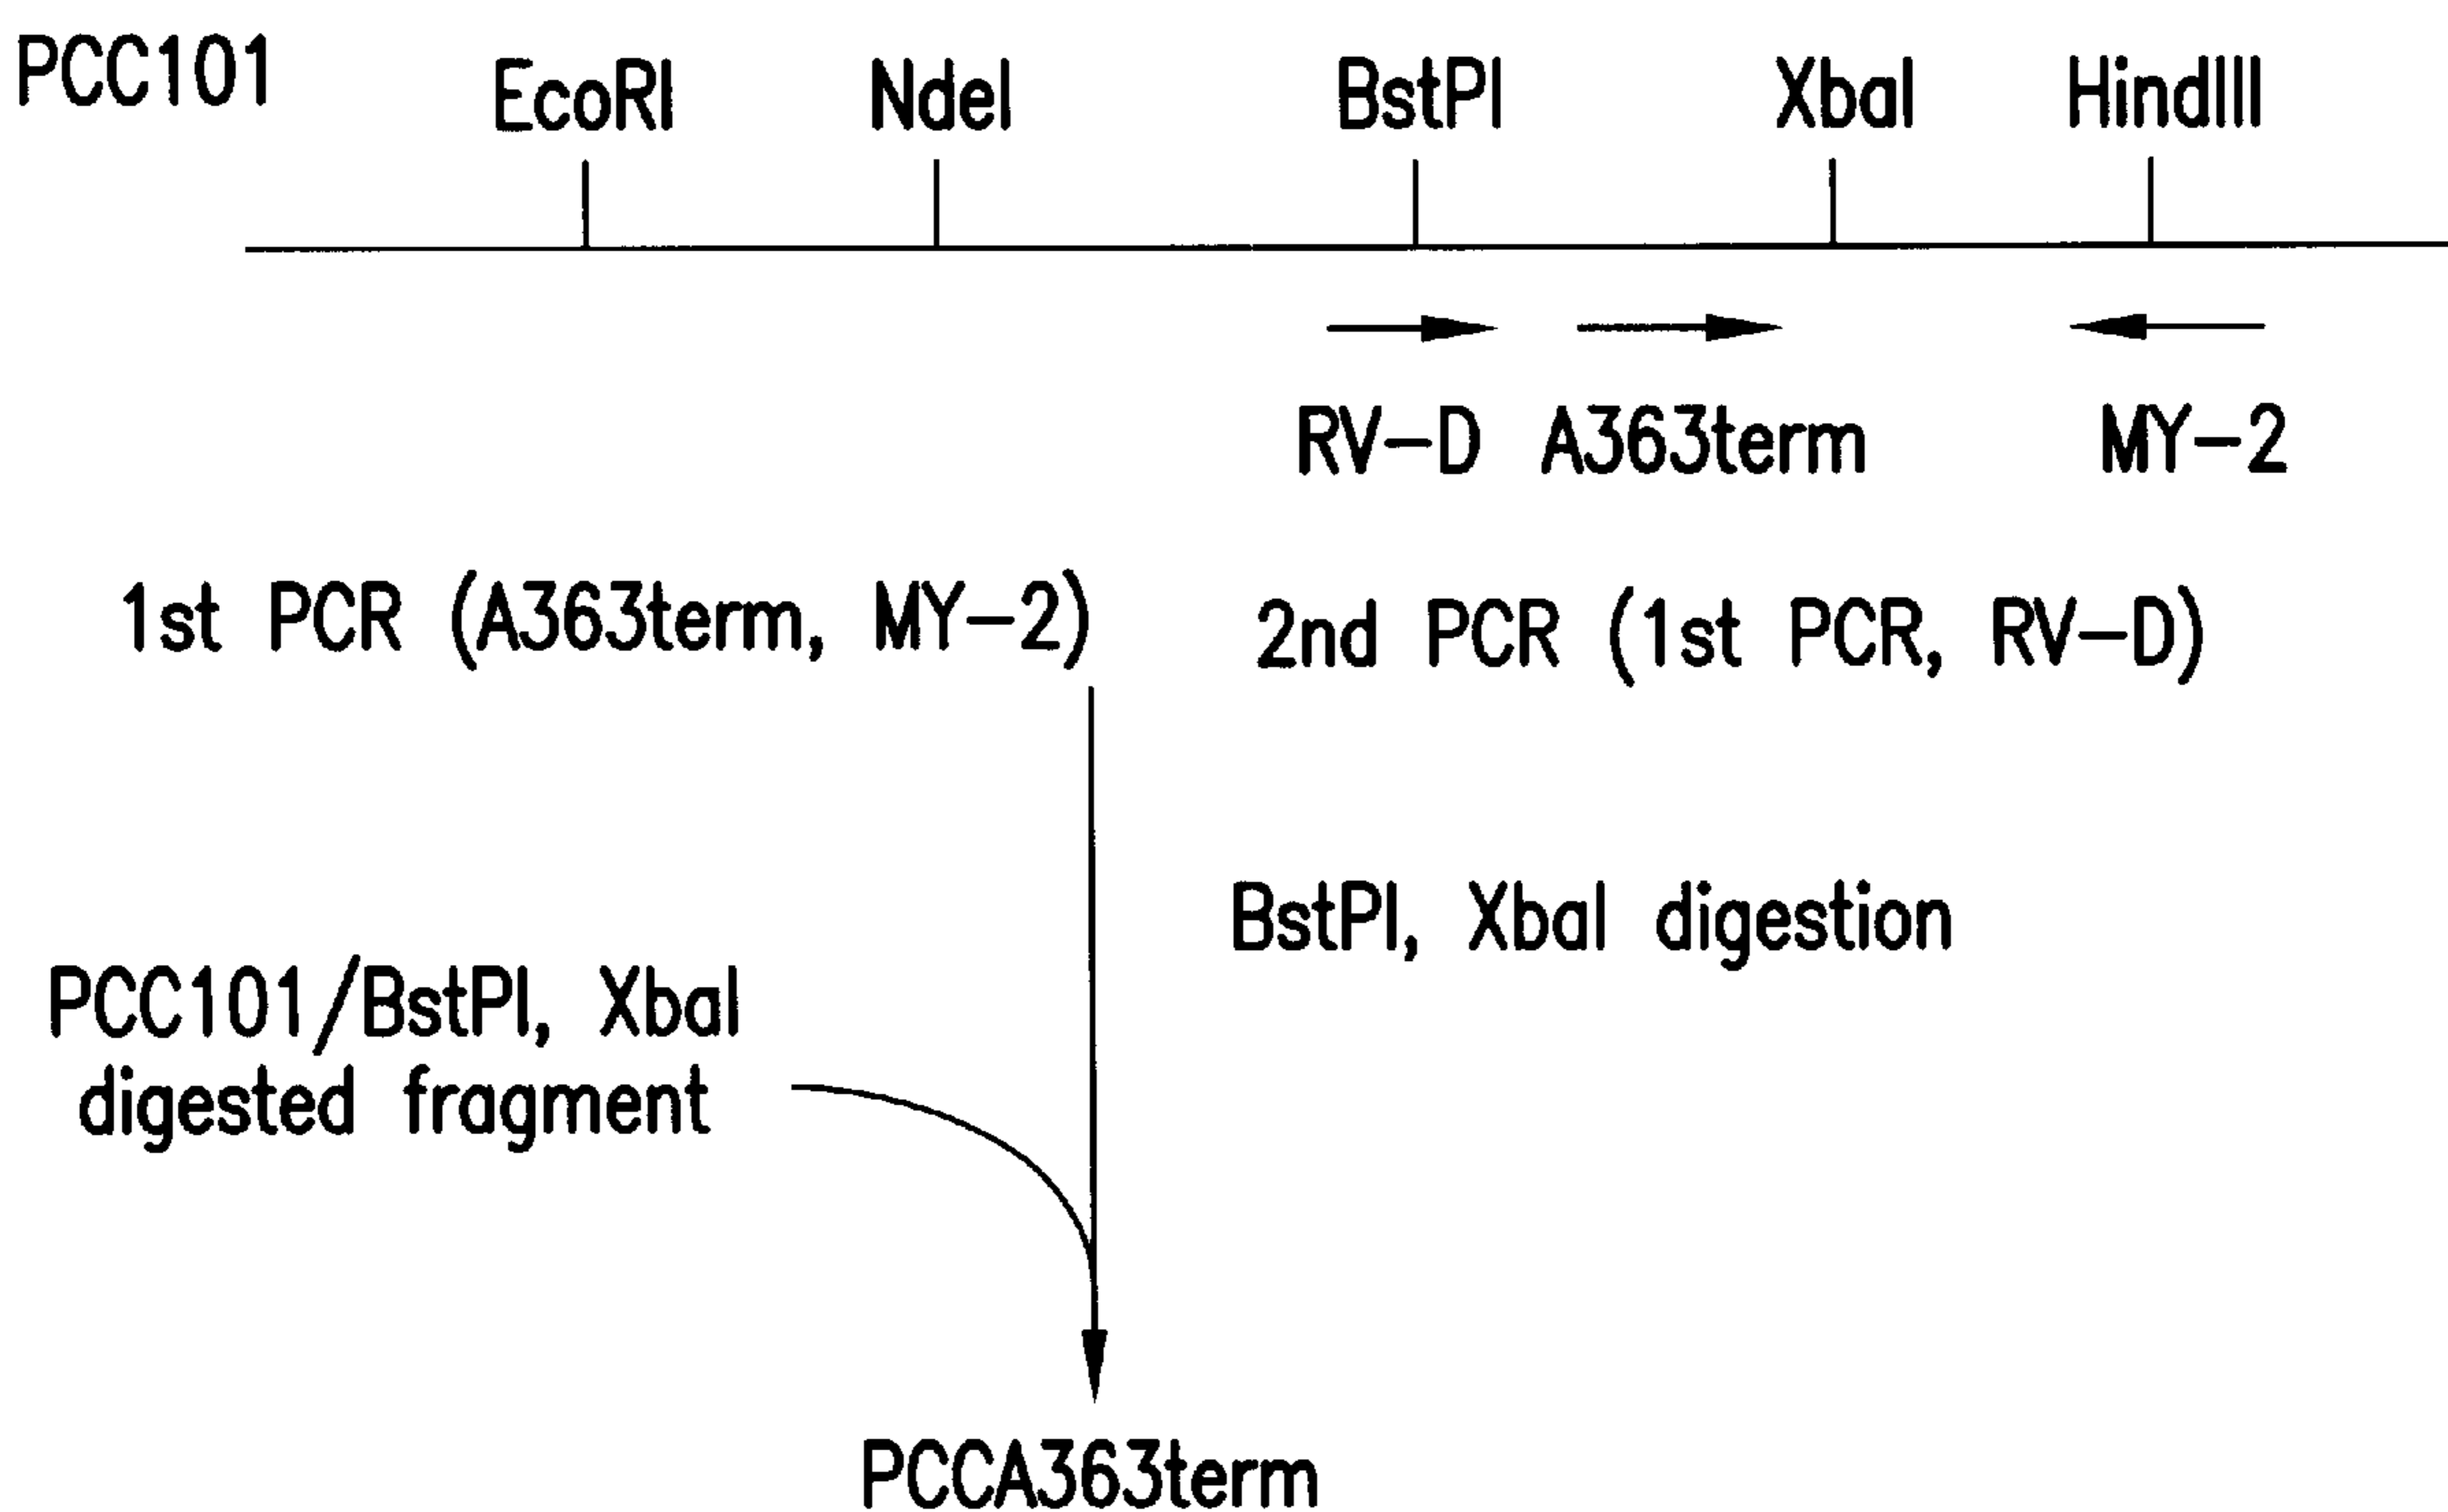 PCC101
EcoRI NdeI BstPI XbaI HindIII
RV-D A363term MY-2
1st PCR (A363term, MY-2) 2nd PCR (1st PCR, RV-D)
BstPI, XbaI digestion
PCC101/BstPI, XbaI
digested fragment
PCCA363term